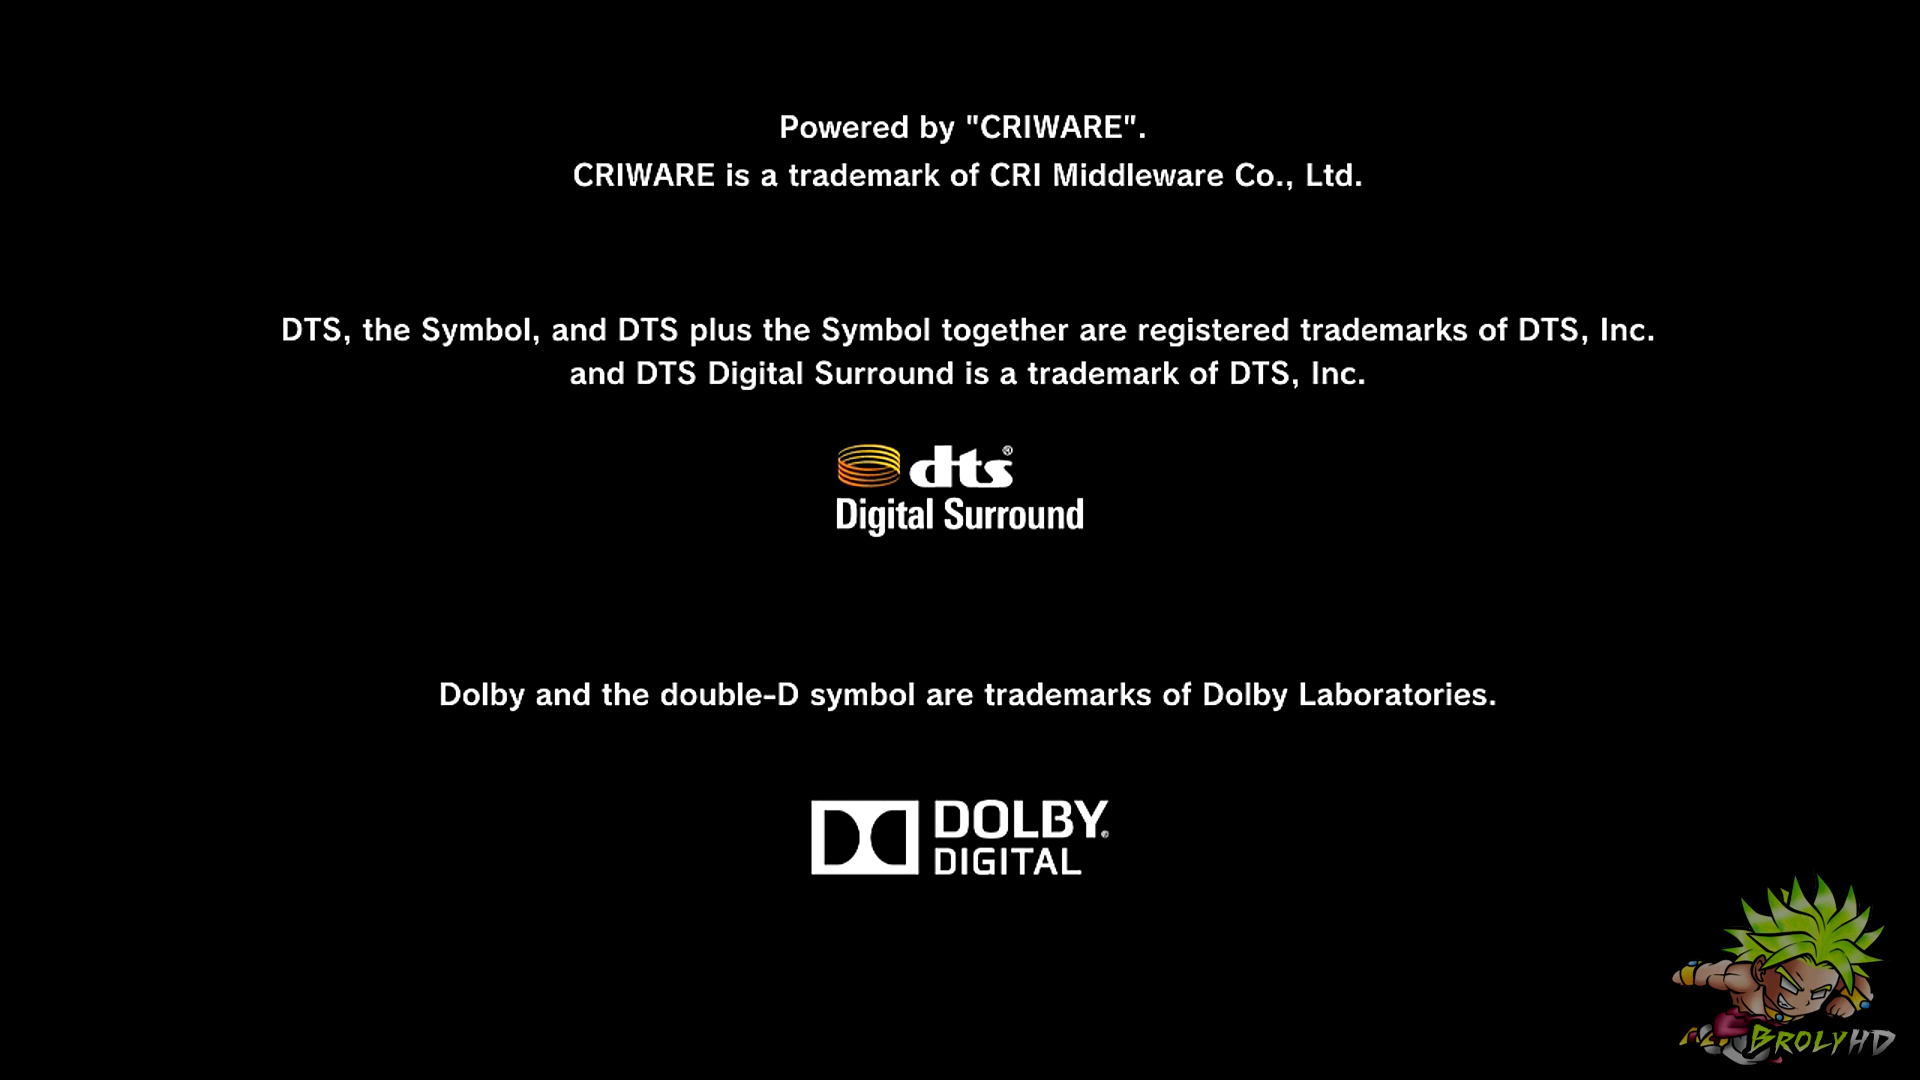 Powered by "CRIWARE".
CRIWARE is a trademark of CRI Middleware Co., Ltd.
DTS, the Symbol, and DTS plus the Symbol together are registered trademarks of DTS, Inc.
and DTS Digital Surround is a trademark of DTS, Inc.
dts®
Digital Surround
Dolby and the double-D symbol are trademarks of Dolby Laboratories.
DOLBY®
DIGITAL
BROLYHD